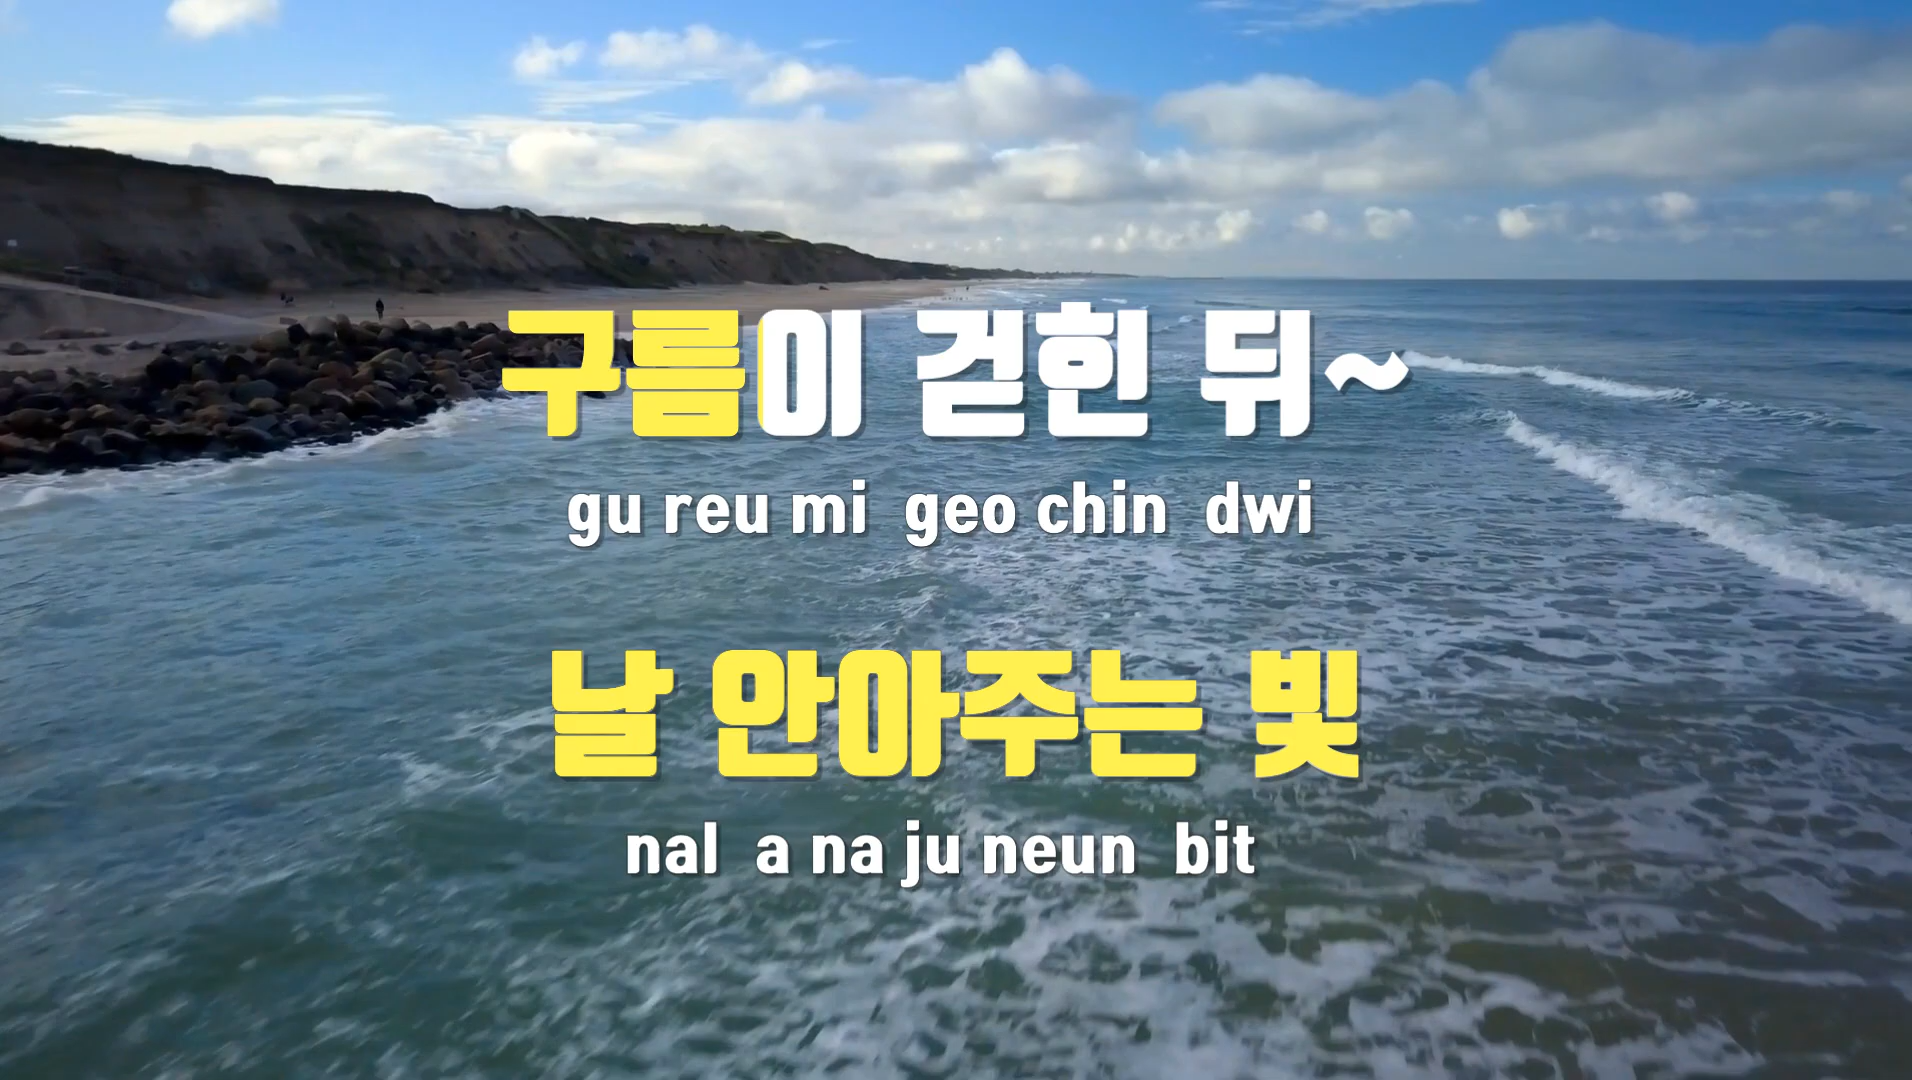 구름이 걷힌 뒤~
gu reu mi geo chin dwi
날 안아주는 빛
nal a na ju neun bit